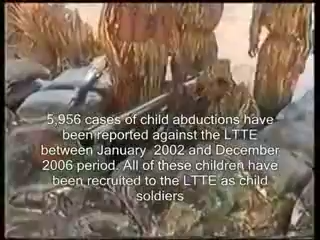 5,956 cases of child abductions have
been reported against the LTTE
between January  2002 and December
2006 period. All of these children have
been recruited to the LTTE as child
soldiers